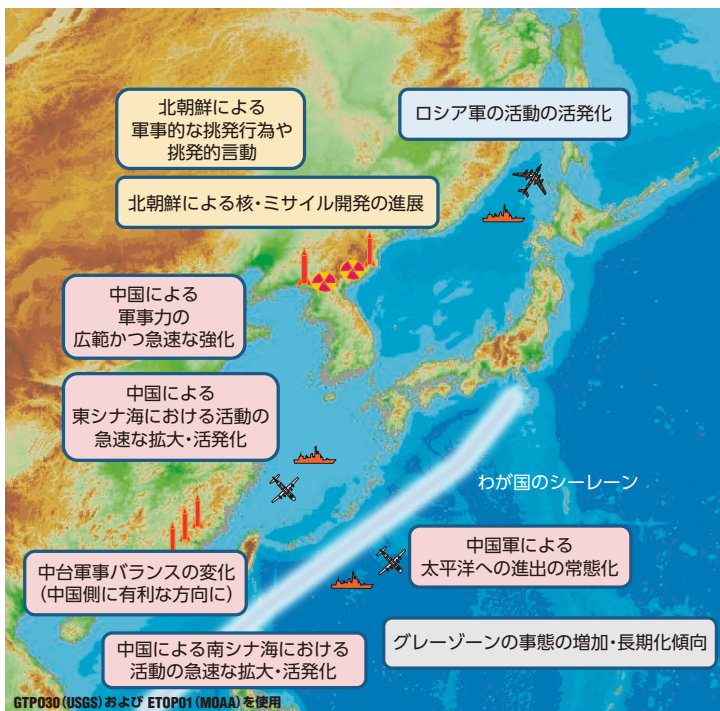 北朝鮮による
軍事的な挑発行為や
挑発的言動
ロシア軍の活動の活発化
北朝鮮による核・ミサイル開発の進展
中国による
軍事力の
広範かつ急速な強化
中国による
東シナ海における活動の
急速な拡大・活発化
わが国のシーレーン
中国軍による
太平洋への進出の常態化
中台軍事バランスの変化
(中国側に有利な方向に)
グレーゾーンの事態の増加・長期化傾向
中国による南シナ海における
活動の急速な拡大・活発化
GTPO30(USGS)および ETOPO1(MOAA)を使用